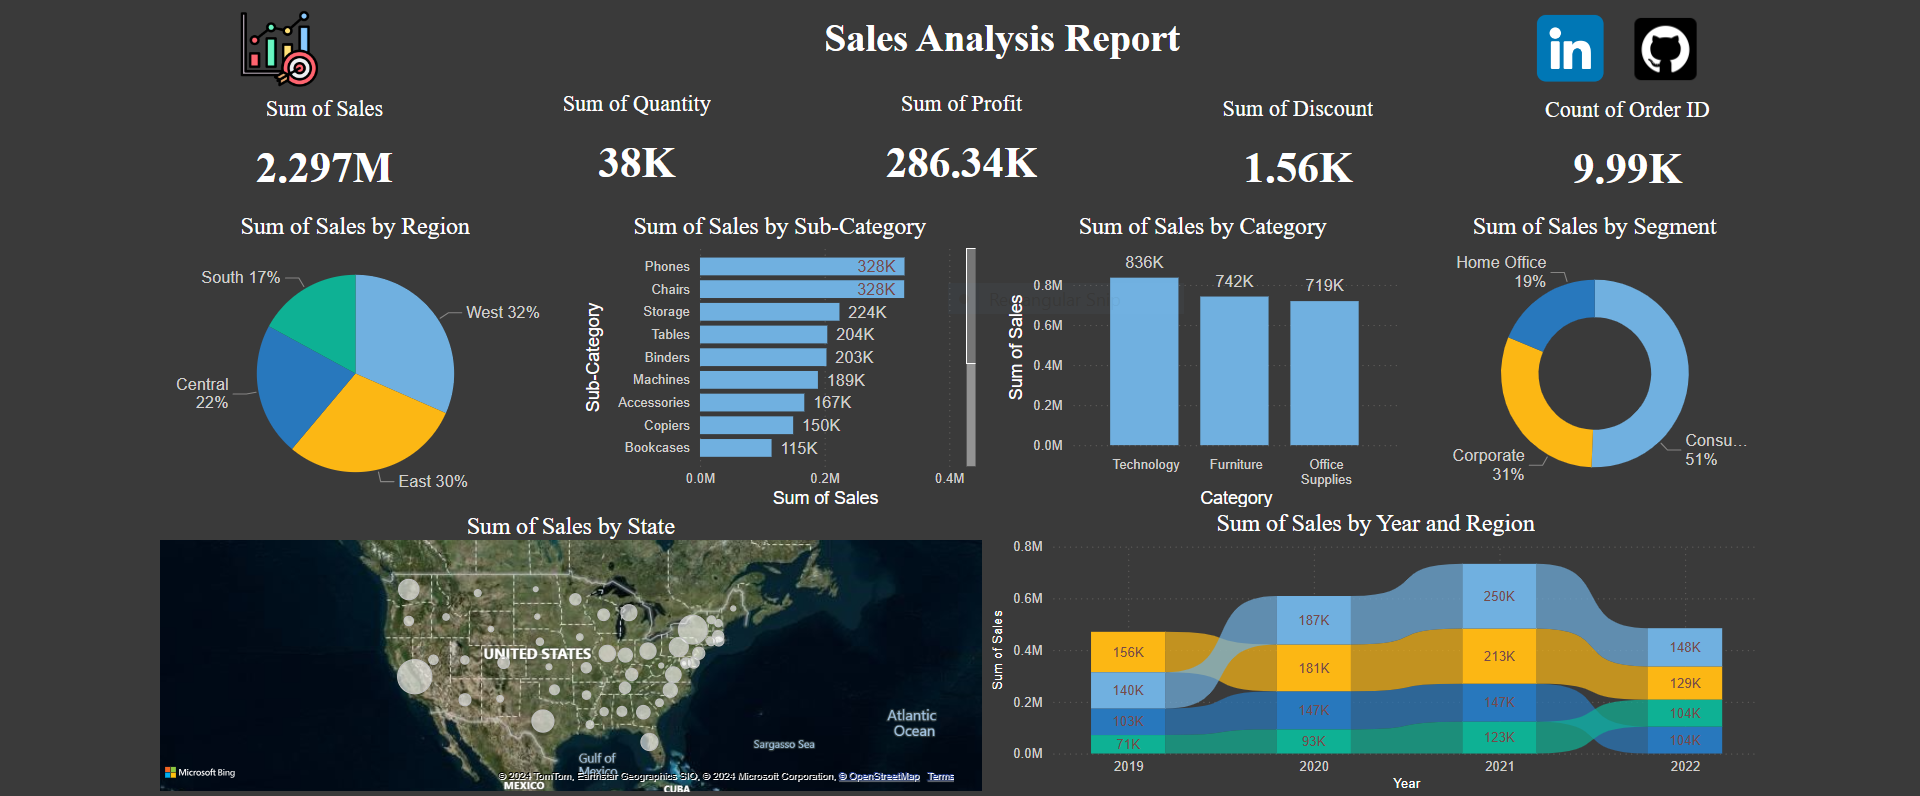 Sales Analysis Report
in
Sum of Sales
2.297M
Sum of Quantity
38K
Sum of Profit
286.34K
Sum of Discount
1.56K
Count of Order ID
9.99K
Sum of Sales by Region
South 17%
West 32%
Central
22%
East 30%
Sum of Sales by Sub-Category
Sub-Category
Phones 328K
Chairs 328K
Storage 224K
Tables 204K
Binders 203K
Machines 189K
Accessories 167K
Copiers 150K
Bookcases 115K
0.0M 0.2M 0.4M
Sum of Sales
Sum of Sales by Category
Rectangular Snip
Sum of Sales
0.8M
0.6M
0.4M
0.2M
0.0M
836K
742K
719K
Technology
Furniture
Office
Supplies
Category
Sum of Sales by Segment
Home Office
19%
Corporate
31%
Consu...
51%
Sum of Sales by State
UNITED STATES
Atlantic
Ocean
Sargasso Sea
Gulf of
Mexico
MEXICO
CUBA
Microsoft Bing
© 2024 TomTom, Earthstar Geographics SIO, © 2024 Microsoft Corporation, © OpenStreetMap Terms
Sum of Sales by Year and Region
Sum of Sales
0.8M
0.6M
0.4M
0.2M
0.0M
156K
140K
103K
71K
187K
181K
147K
93K
250K
213K
147K
123K
148K
129K
104K
104K
2019 2020 2021 2022
Year